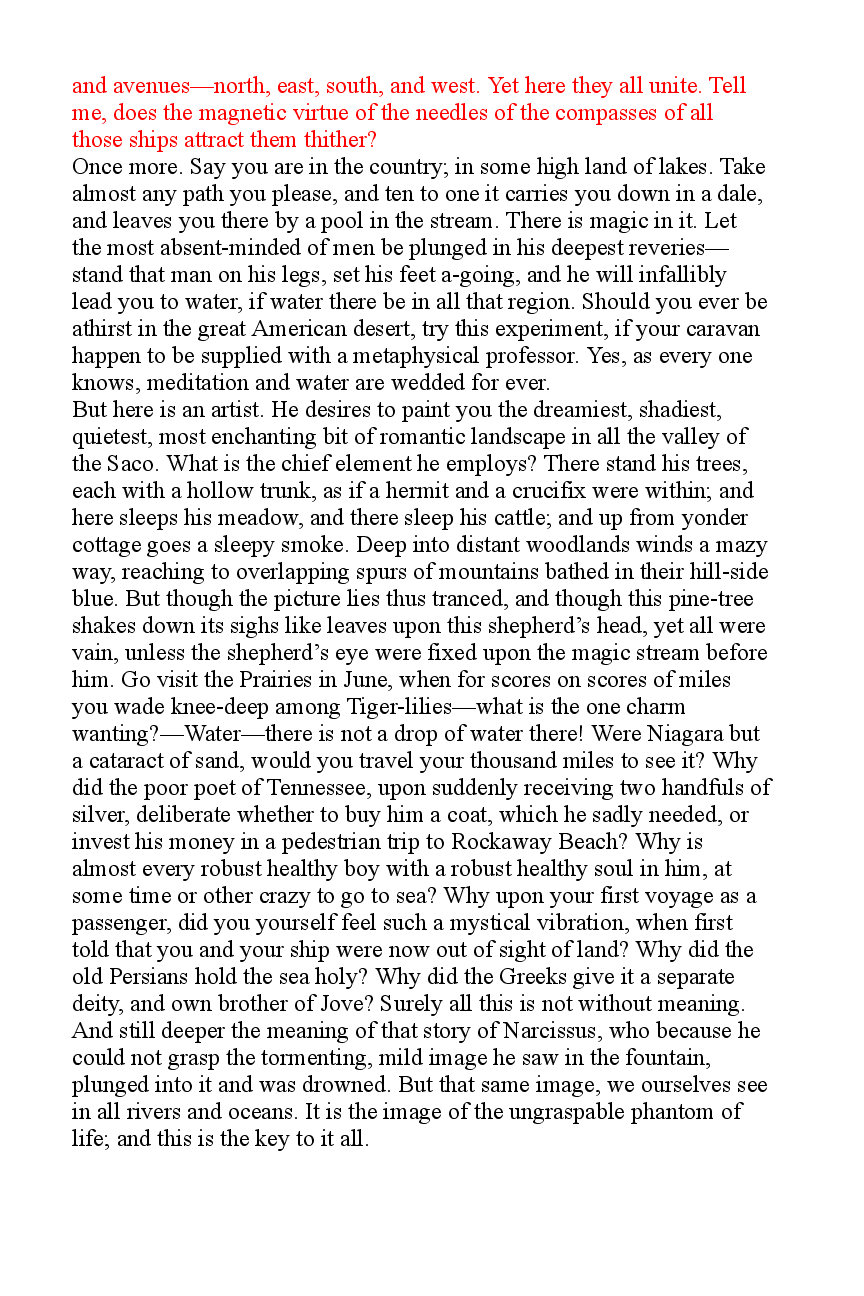 and avenues—north, east, south, and west. Yet here they all unite. Tell
me, does the magnetic virtue of the needles of the compasses of all
those ships attract them thither?
Once more. Say you are in the country; in some high land of lakes. Take
almost any path you please, and ten to one it carries you down in a dale,
and leaves you there by a pool in the stream. There is magic in it. Let
the most absent-minded of men be plunged in his deepest reveries—
stand that man on his legs, set his feet a-going, and he will infallibly
lead you to water, if water there be in all that region. Should you ever be
athirst in the great American desert, try this experiment, if your caravan
happen to be supplied with a metaphysical professor. Yes, as every one
knows, meditation and water are wedded for ever.
But here is an artist. He desires to paint you the dreamiest, shadiest,
quietest, most enchanting bit of romantic landscape in all the valley of
the Saco. What is the chief element he employs? There stand his trees,
each with a hollow trunk, as if a hermit and a crucifix were within; and
here sleeps his meadow, and there sleep his cattle; and up from yonder
cottage goes a sleepy smoke. Deep into distant woodlands winds a mazy
way, reaching to overlapping spurs of mountains bathed in their hill-side
blue. But though the picture lies thus tranced, and though this pine-tree
shakes down its sighs like leaves upon this shepherd’s head, yet all were
vain, unless the shepherd’s eye were fixed upon the magic stream before
him. Go visit the Prairies in June, when for scores on scores of miles
you wade knee-deep among Tiger-lilies—what is the one charm
wanting?—Water—there is not a drop of water there! Were Niagara but
a cataract of sand, would you travel your thousand miles to see it? Why
did the poor poet of Tennessee, upon suddenly receiving two handfuls of
silver, deliberate whether to buy him a coat, which he sadly needed, or
invest his money in a pedestrian trip to Rockaway Beach? Why is
almost every robust healthy boy with a robust healthy soul in him, at
some time or other crazy to go to sea? Why upon your first voyage as a
passenger, did you yourself feel such a mystical vibration, when first
told that you and your ship were now out of sight of land? Why did the
old Persians hold the sea holy? Why did the Greeks give it a separate
deity, and own brother of Jove? Surely all this is not without meaning.
And still deeper the meaning of that story of Narcissus, who because he
could not grasp the tormenting, mild image he saw in the fountain,
plunged into it and was drowned. But that same image, we ourselves see
in all rivers and oceans. It is the image of the ungraspable phantom of
life; and this is the key to it all.